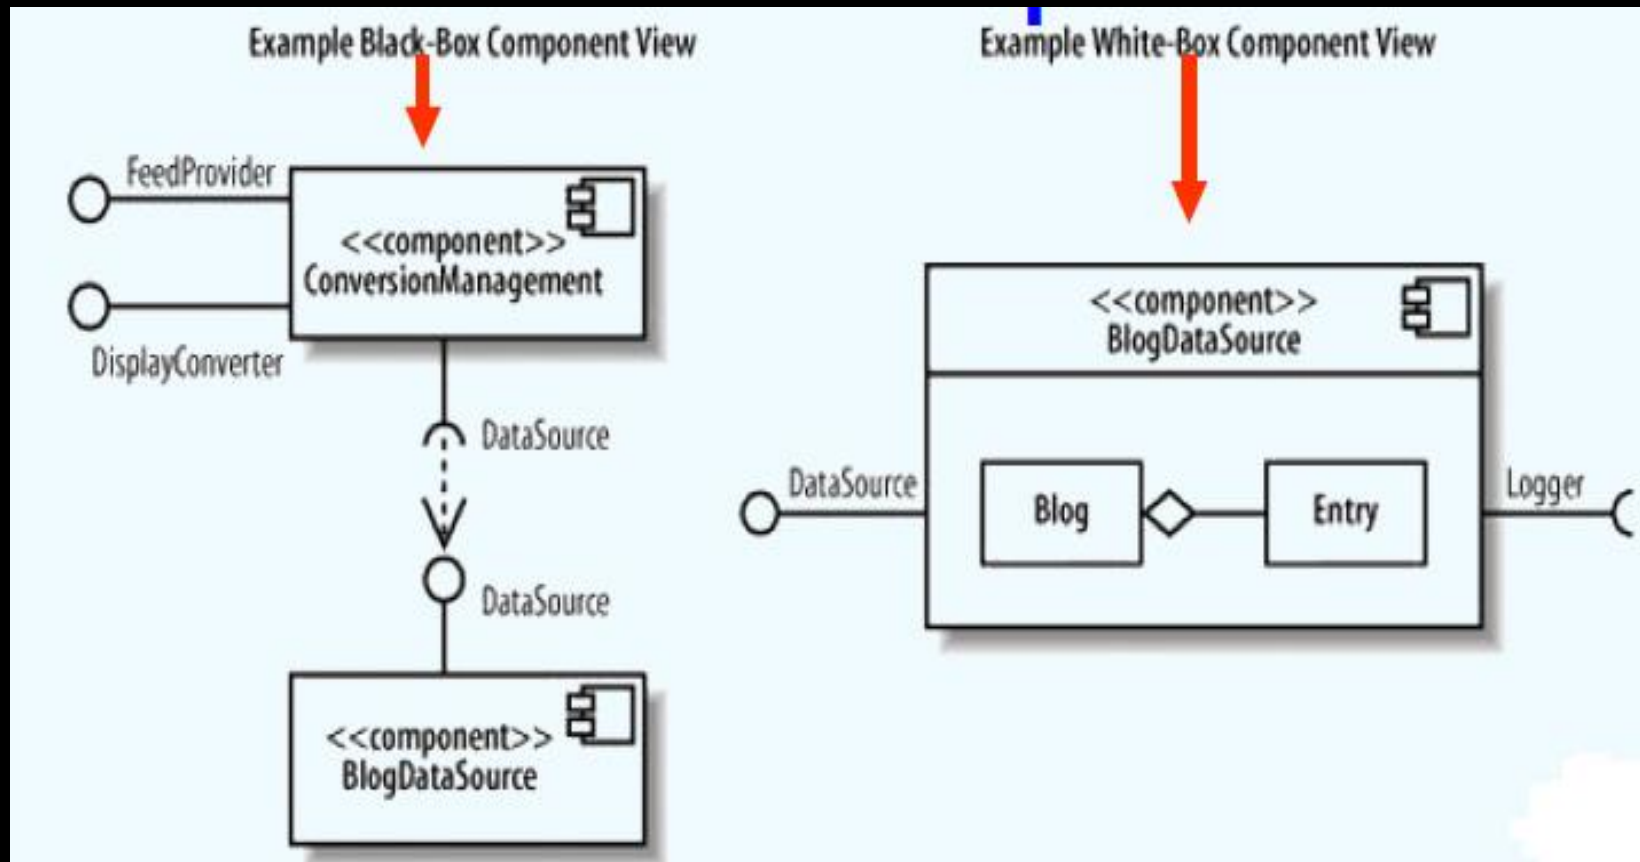 Example Black-Box Component View
FeedProvider
<<component>>
ConversionManagement
DisplayConverter
DataSource
DataSource
<<component>>
BlogDataSource
Example White-Box Component View
<<component>>
BlogDataSource
DataSource
Blog
Entry
Logger